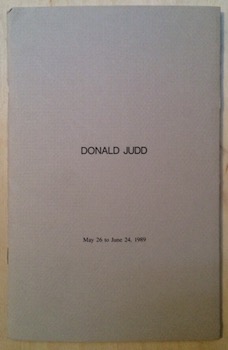 DONALD JUDD
May 26 to June 24, 1989